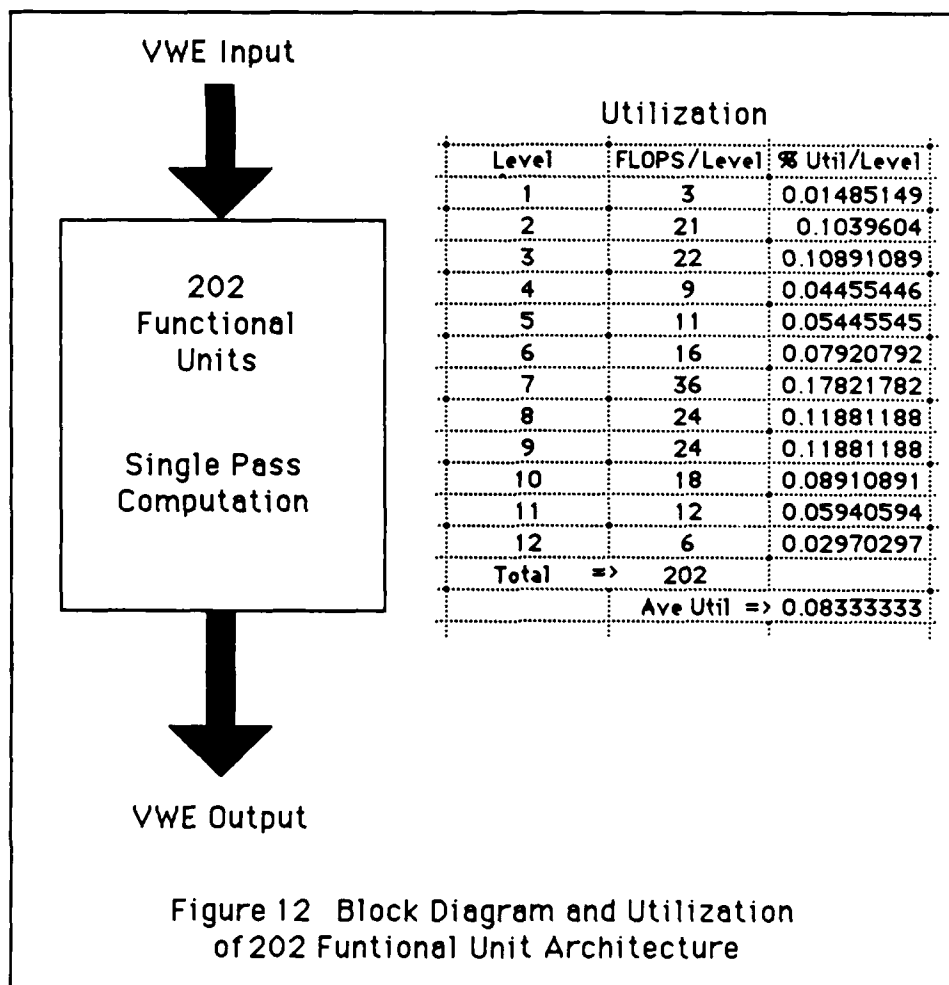 VWE Input
202
Functional
Units
Single Pass
Computation
VWE Output
Utilization
Level FLOPS/Level % Util/Level
1 3 0.01485149
2 21 0.1039604
3 22 0.10891089
4 9 0.04455446
5 11 0.05445545
6 16 0.07920792
7 36 0.17821782
8 24 0.11881188
9 24 0.11881188
10 18 0.08910891
11 12 0.05940594
12 6 0.02970297
Total => 202
Ave Util => 0.08333333
Figure 12 Block Diagram and Utilization
of 202 Funtional Unit Architecture